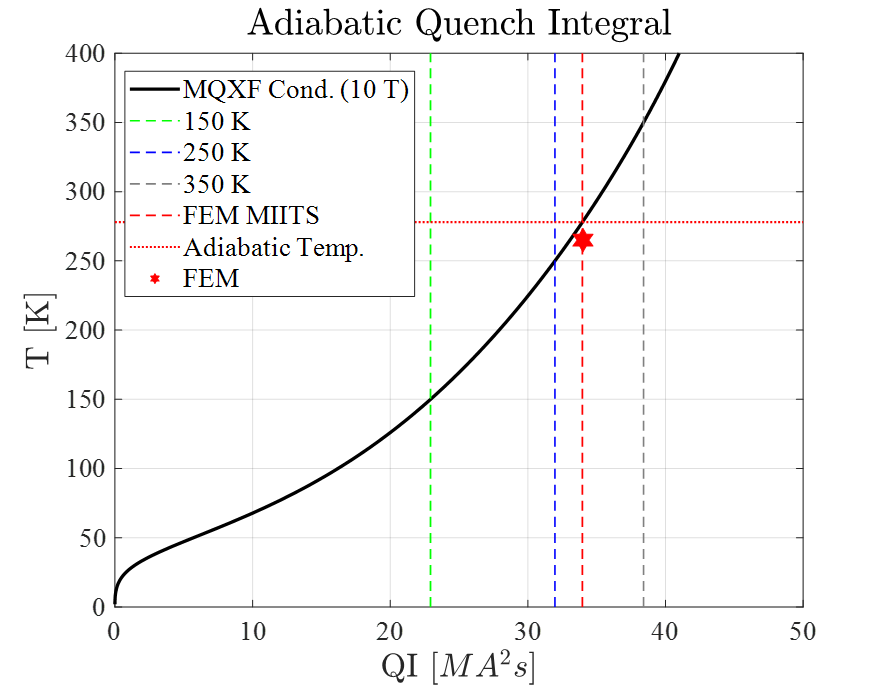 Adiabatic Quench Integral
400
350
300
250
200
150
100
50
0
T [K]
MQXF Cond. (10 T)
150 K
250 K
350 K
FEM MIITS
Adiabatic Temp.
FEM
0 10 20 30 40 50
QI [MA²s]